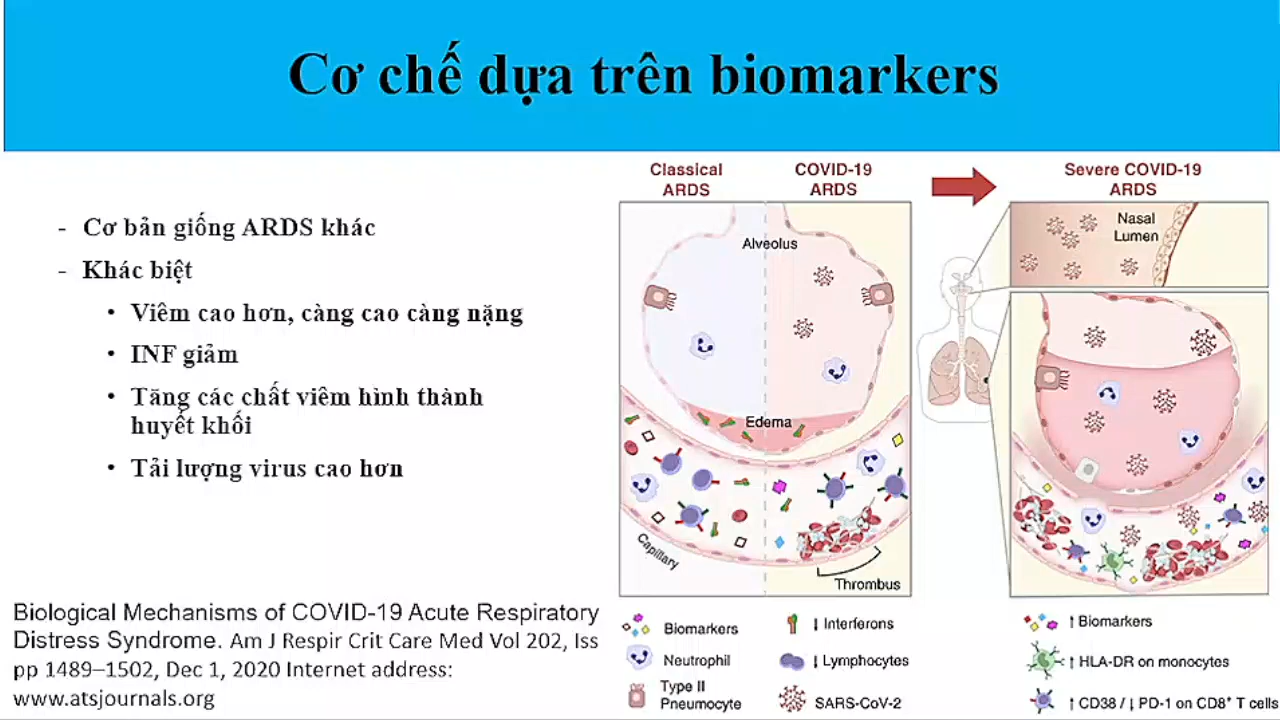 Cơ chế dựa trên biomarkers
- Cơ bản giống ARDS khác
- Khác biệt
• Viêm cao hơn, càng cao càng nặng
• INF giảm
• Tăng các chất viêm hình thành
huyết khối
• Tải lượng virus cao hơn
Biological Mechanisms of COVID-19 Acute Respiratory
Distress Syndrome. Am J Respir Crit Care Med Vol 202, Iss
pp 1489–1502, Dec 1, 2020 Internet address:
www.atsjournals.org
Classical
ARDS
COVID-19
ARDS
Severe COVID-19
ARDS
Alveolus
Edema
Capillary
Thrombus
Nasal
Lumen
Biomarkers
Neutrophil
Type II
Pneumocyte
↓ Interferons
↓ Lymphocytes
SARS-CoV-2
↑ Biomarkers
↑ HLA-DR on monocytes
↑ CD38 / ↓ PD-1 on CD8⁺ T cells